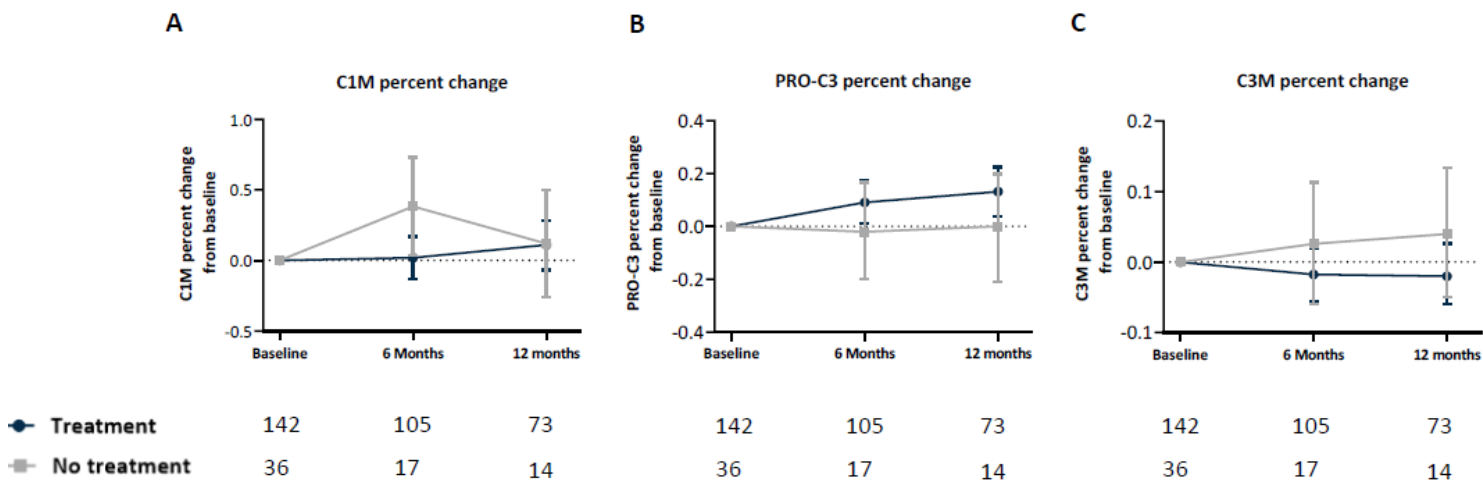 A
B
C
C1M percent change
PRO-C3 percent change
C3M percent change
C1M percent change
from baseline
1.0
0.5
0.0
-0.5
Baseline
6 Months
12 months
PRO-C3 percent change
from baseline
0.4
0.2
0.0
-0.2
-0.4
Baseline
6 Months
12 months
C3M percent change
from baseline
0.2
0.1
0.0
-0.1
Baseline
6 Months
12 months
Treatment 142 105 73 142 105 73 142 105 73
No treatment 36 17 14 36 17 14 36 17 14